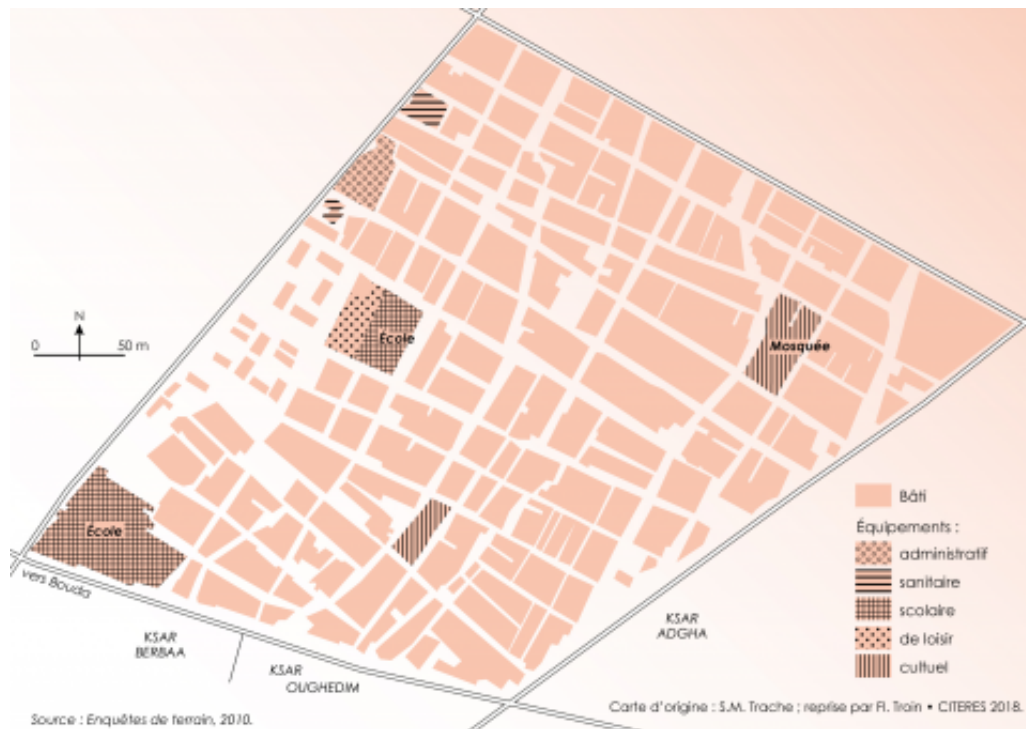 École
Mosquée
N
0 50 m
École
vers Bouda
KSAR
BERBAA
KSAR
OUGHEDIM
KSAR
ADGHA
Bâti
Équipements :
administratif
sanitaire
scolaire
de loisir
cultuel
Source : Enquêtes de terrain, 2010.
Carte d'origine : S.M. Trache ; reprise par Fl. Troin • CITERES 2018.